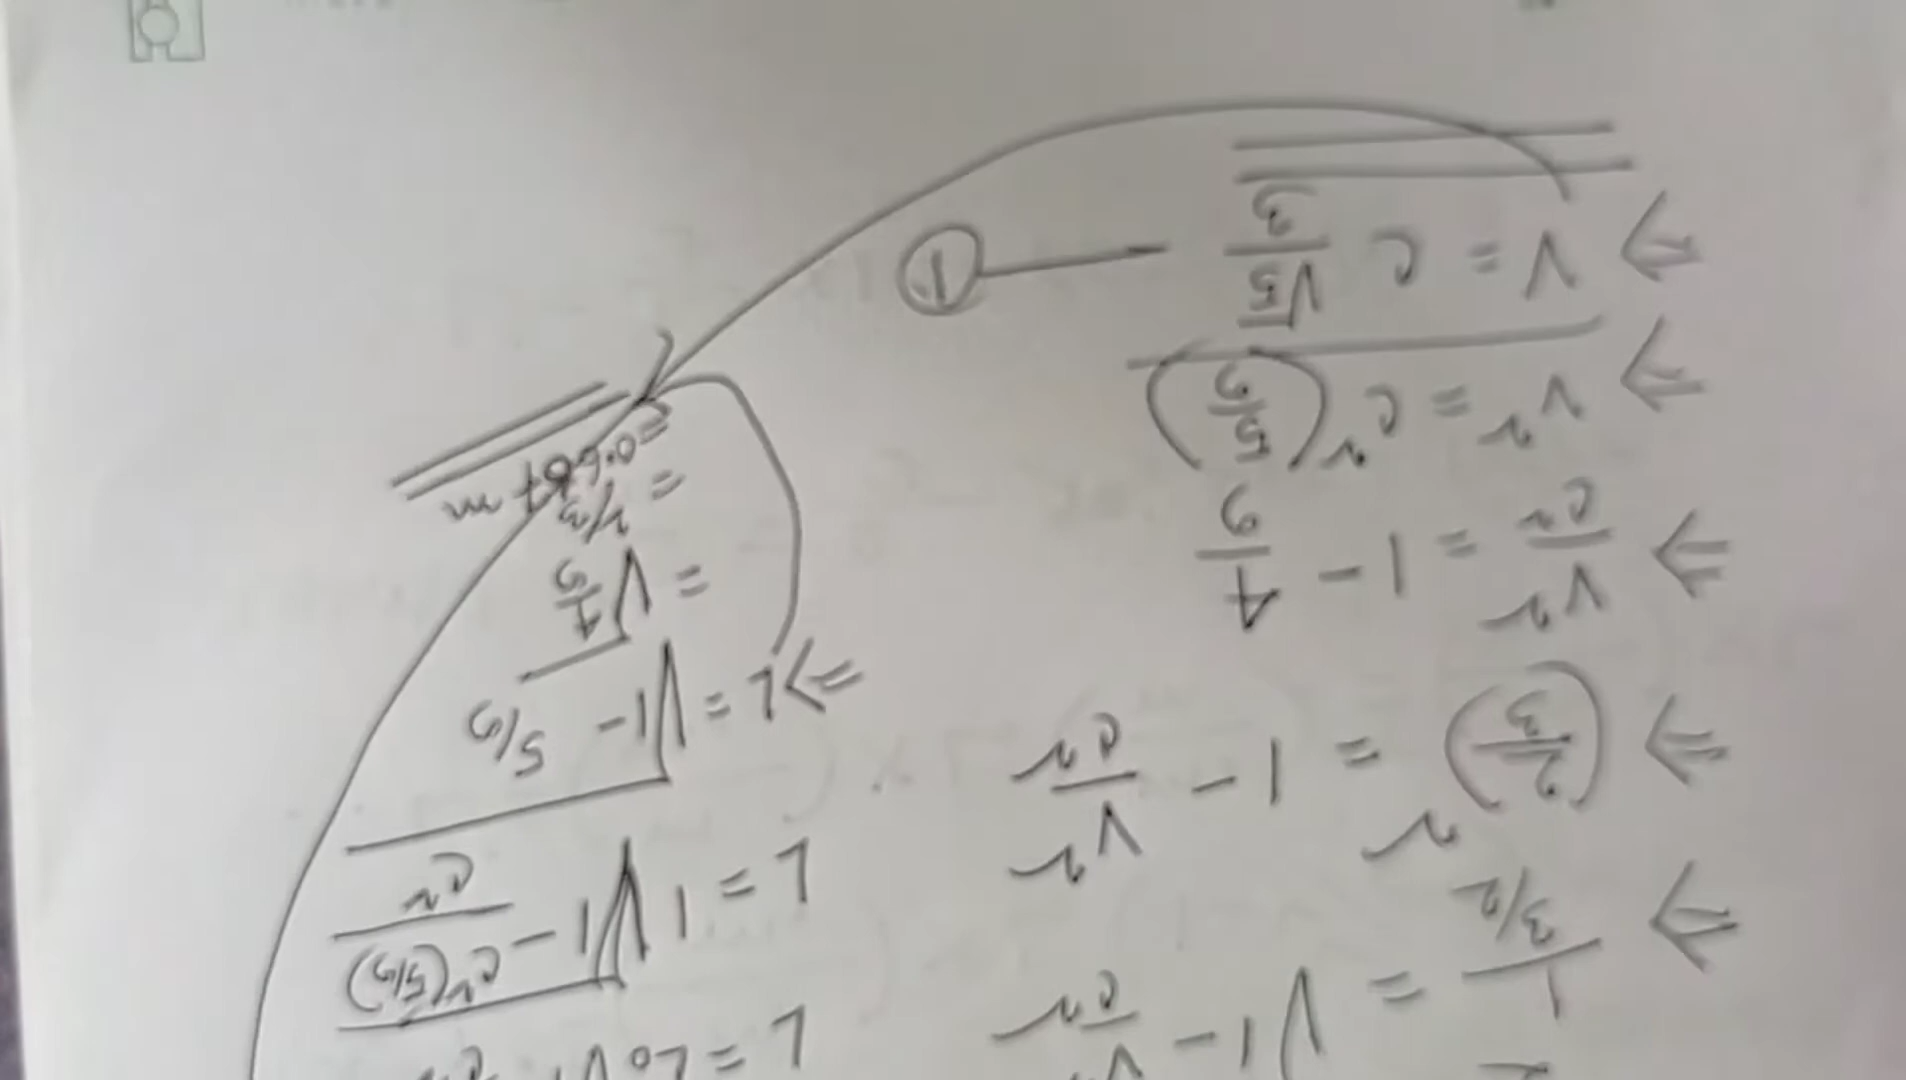 ⇒ 1/(3/2) = √(1 - v²/c²)
⇒ (2/3)² = 1 - v²/c²
⇒ v²/c² = 1 - 4/9
⇒ v² = c² (5/9)
⇒ v = c √5/3 — ①
L = L₀ √1 -
L = 1 √(1 - c²(5/9)/c²)
⇒ L = √(1 - 5/9)
= √(4/9)
= 2/3
= 0.667 m